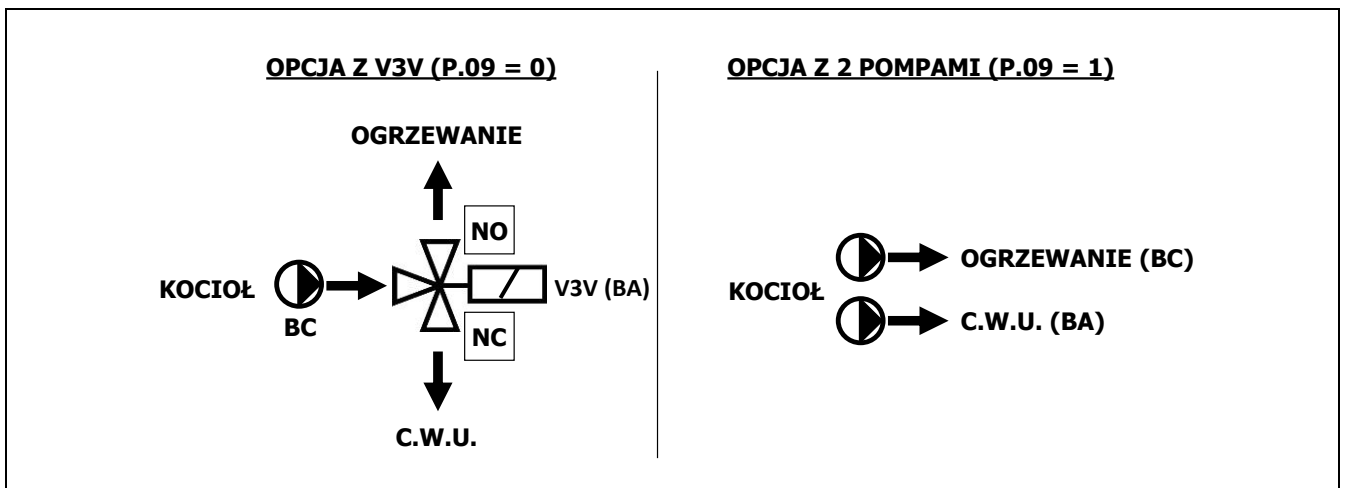 OPCJA Z V3V (P.09 = 0)
OGRZEWANIE
NO
KOCIOŁ
V3V (BA)
BC
NC
C.W.U.
OPCJA Z 2 POMPAMI (P.09 = 1)
OGRZEWANIE (BC)
KOCIOŁ
C.W.U. (BA)